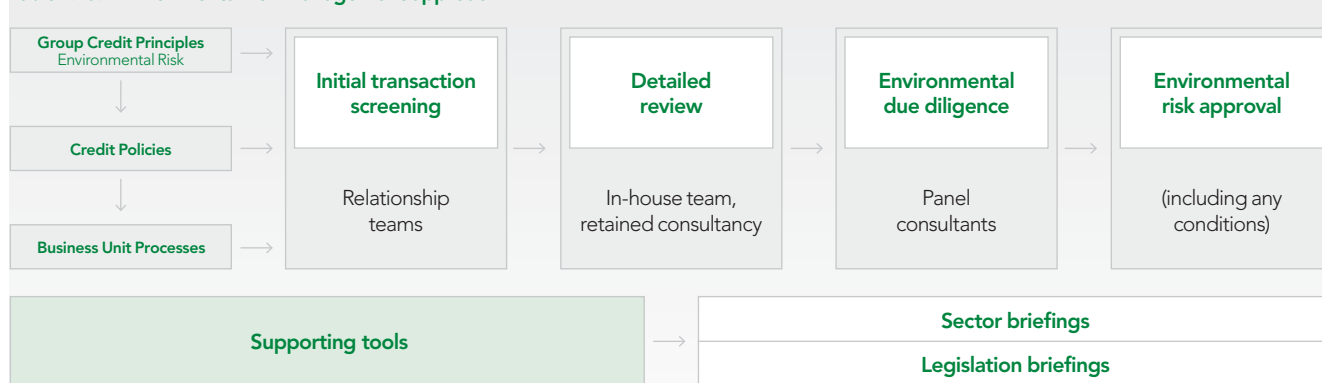 Group Credit Principles
Environmental Risk
Credit Policies
Business Unit Processes
Initial transaction
screening
Relationship
teams
Detailed
review
In-house team,
retained consultancy
Environmental
due diligence
Panel
consultants
Environmental
risk approval
(including any
conditions)
Supporting tools
Sector briefings
Legislation briefings